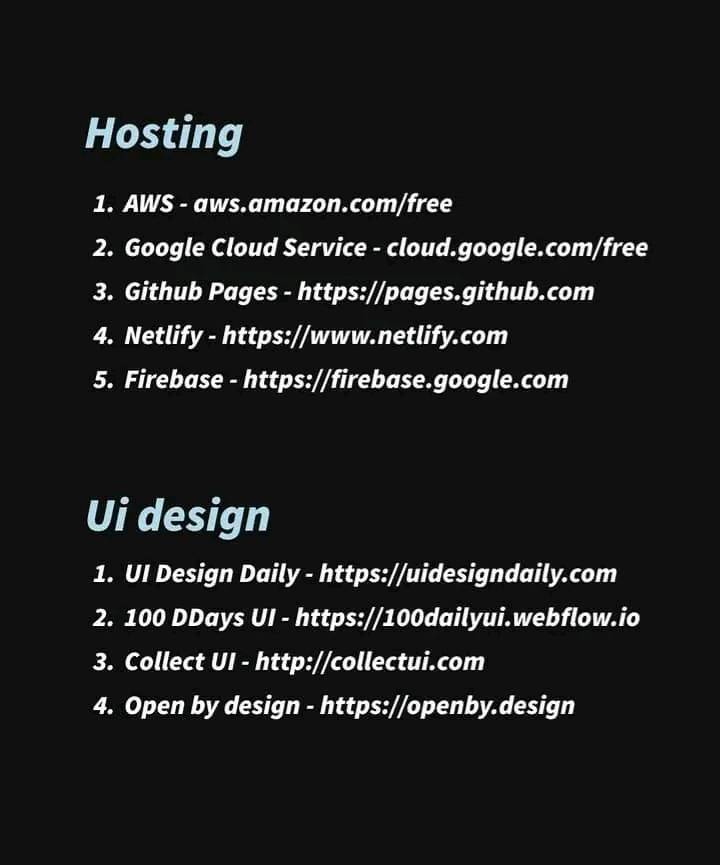 Hosting
1. AWS - aws.amazon.com/free
2. Google Cloud Service - cloud.google.com/free
3. Github Pages - https://pages.github.com
4. Netlify - https://www.netlify.com
5. Firebase - https://firebase.google.com
Ui design
1. UI Design Daily - https://uidesigndaily.com
2. 100 DDays UI - https://100dailyui.webflow.io
3. Collect UI - http://collectui.com
4. Open by design - https://openby.design